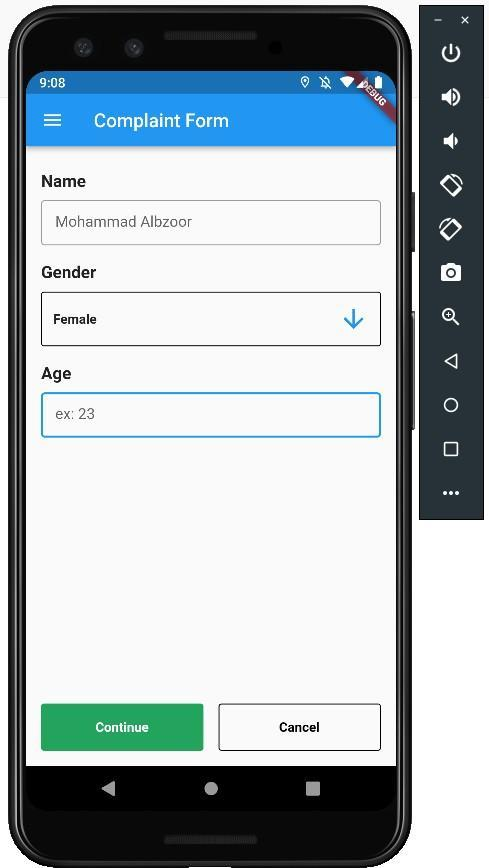 9:08
DEBUG
Complaint Form
Name
Mohammad Albzoor
Gender
Female
Age
ex: 23
Continue
Cancel